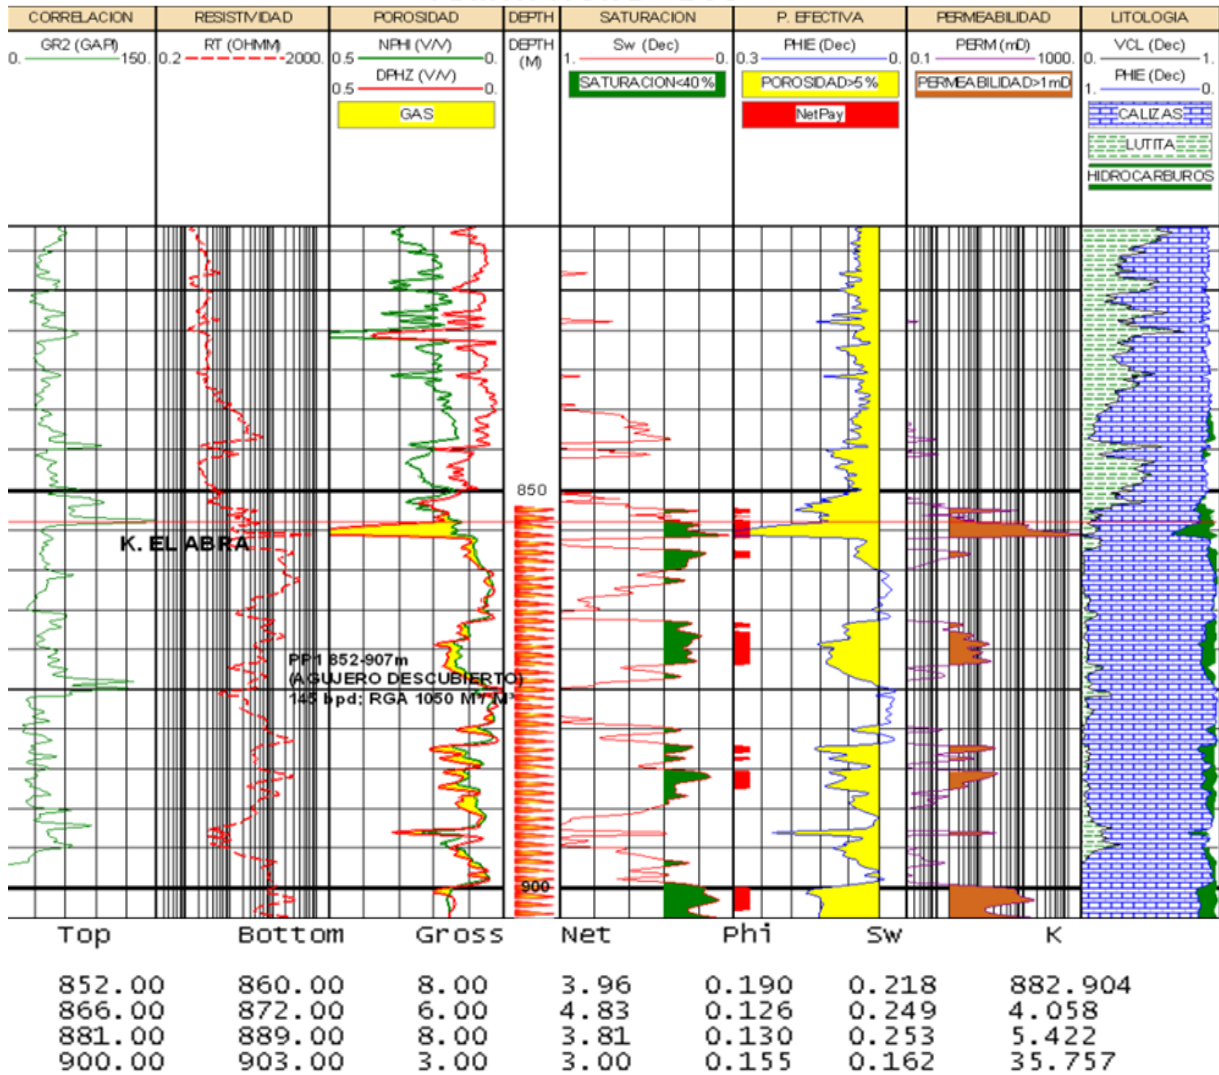 CORRELACION RESISTIVIDAD POROSIDAD DEPTH SATURACION P. EFECTIVA PERMEABILIDAD LITOLOGIA
GR2 (GAPI) RT (OHMM) NPHI (V/V) DEPTH Sw (Dec) PHIE (Dec) PERM (mD) VCL (Dec)
0. 150. 0.2 2000. 0.5 0. (M) 1. 0. 0.3 0. 0.1 1000. 0. 1.
DPHZ (V/V) SATURACION<40% POROSIDAD>5% PERMEABILIDAD>1mD PHIE (Dec)
0.5 0. 1. 0.
GAS NetPay CALIZAS
LUTITA
HIDROCARBUROS
850
K. EL ABRA
PP1 852-907m
(AGUJERO DESCUBIERTO)
145 bpd; RGA 1050 M³/M³
900
Top Bottom Gross Net Phi Sw K
852.00 860.00 8.00 3.96 0.190 0.218 882.904
866.00 872.00 6.00 4.83 0.126 0.249 4.058
881.00 889.00 8.00 3.81 0.130 0.253 5.422
900.00 903.00 3.00 3.00 0.155 0.162 35.757